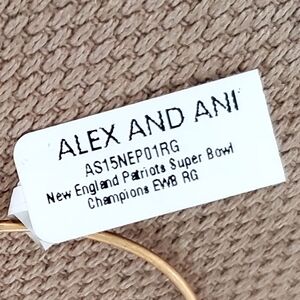 ALEX AND ANI
AS15NEP01RG
New England Patriots Super Bowl
Champions EWB RG